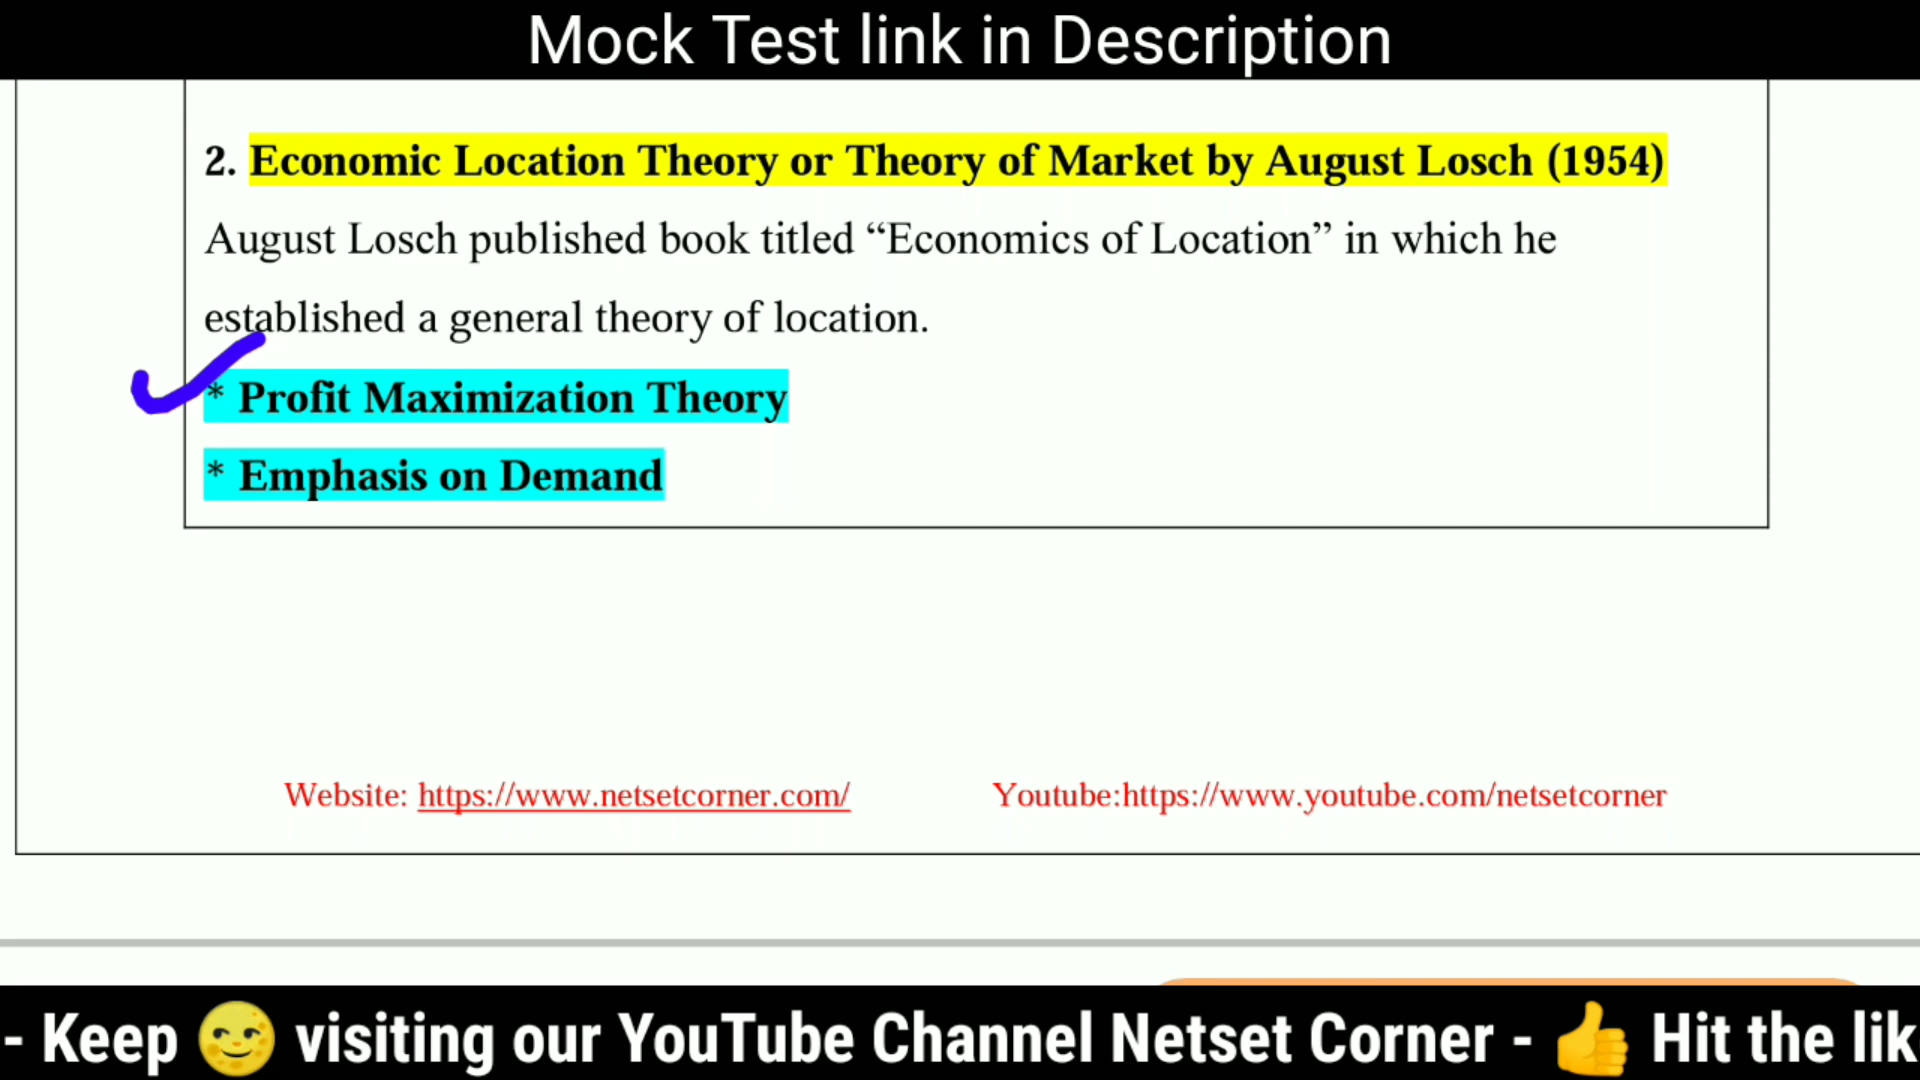 Mock Test link in Description
2. Economic Location Theory or Theory of Market by August Losch (1954)
August Losch published book titled “Economics of Location” in which he
established a general theory of location.
* Profit Maximization Theory
* Emphasis on Demand
Website: https://www.netsetcorner.com/ Youtube:https://www.youtube.com/netsetcorner
- Keep 🌝 visiting our YouTube Channel Netset Corner - 👍 Hit the lik